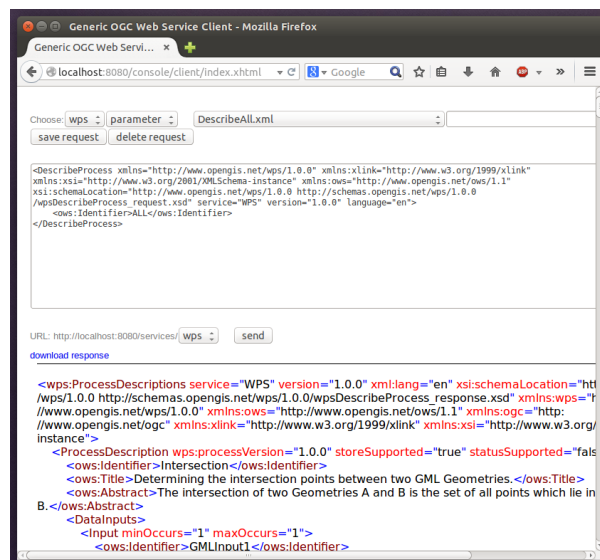 Generic OGC Web Service Client - Mozilla Firefox
Generic OGC Web Servi...
localhost:8080/console/client/index.xhtml Google
Choose: wps parameter DescribeAll.xml
save request delete request
<DescribeProcess xmlns="http://www.opengis.net/wps/1.0.0" xmlns:xlink="http://www.w3.org/1999/xlink"
xmlns:xsi="http://www.w3.org/2001/XMLSchema-instance" xmlns:ows="http://www.opengis.net/ows/1.1"
xsi:schemaLocation="http://www.opengis.net/wps/1.0.0 http://schemas.opengis.net/wps/1.0.0
/wpsDescribeProcess_request.xsd" service="WPS" version="1.0.0" language="en">
<ows:Identifier>ALL</ows:Identifier>
</DescribeProcess>
URL: http://localhost:8080/services/ wps send
download response
<wps:ProcessDescriptions service="WPS" version="1.0.0" xml:lang="en" xsi:schemaLocation="htt
/wps/1.0.0 http://schemas.opengis.net/wps/1.0.0/wpsDescribeProcess_response.xsd" xmlns:wps="h
//www.opengis.net/wps/1.0.0" xmlns:ows="http://www.opengis.net/ows/1.1" xmlns:ogc="http:
//www.opengis.net/ogc" xmlns:xlink="http://www.w3.org/1999/xlink" xmlns:xsi="http://www.w3.org/
instance">
<ProcessDescription wps:processVersion="1.0.0" storeSupported="true" statusSupported="fals
<ows:Identifier>Intersection</ows:Identifier>
<ows:Title>Determining the intersection points between two GML Geometries.</ows:Title>
<ows:Abstract>The intersection of two Geometries A and B is the set of all points which lie in
B.</ows:Abstract>
<DataInputs>
<Input minOccurs="1" maxOccurs="1">
<ows:Identifier>GMLInput1</ows:Identifier>